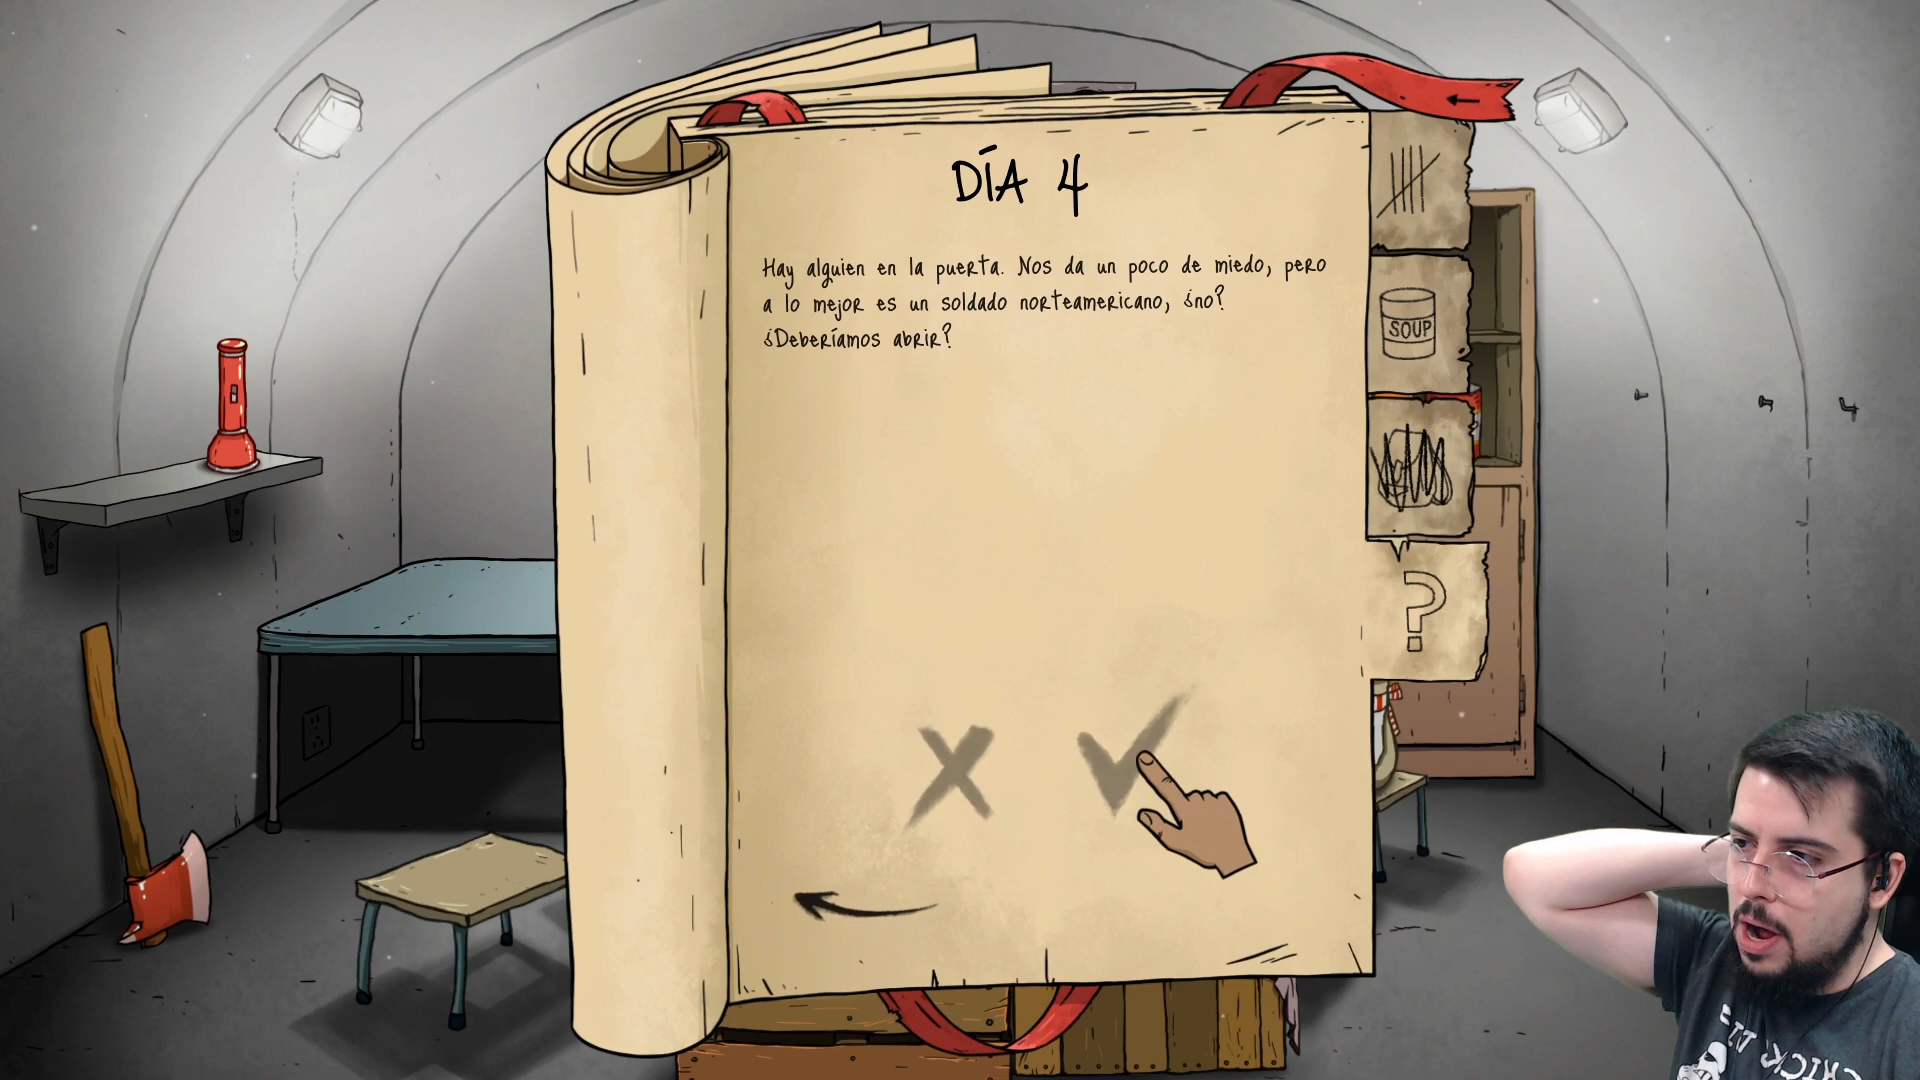 DÍA 4
Hay alguien en la puerta. Nos da un poco de miedo, pero
a lo mejor es un soldado norteamericano, ¿no?
¿Deberíamos abrir?
SOUP
?